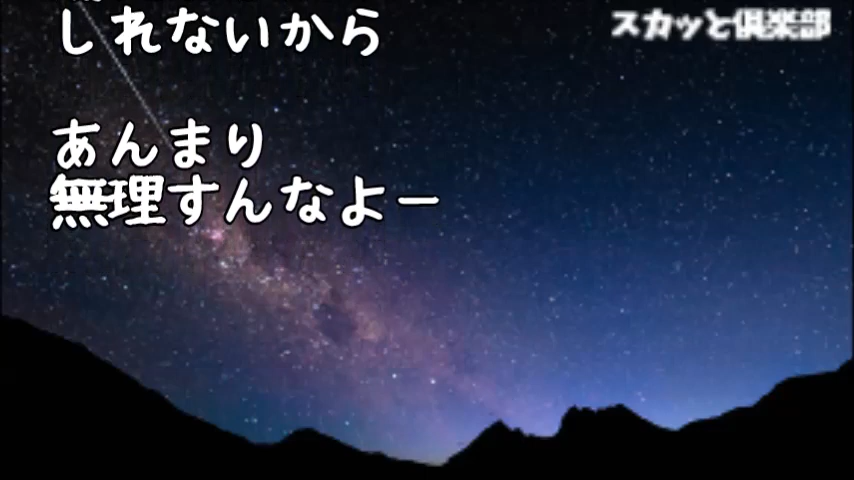 スカッと倶楽部
しれないから
あんまり
無理すんなよー